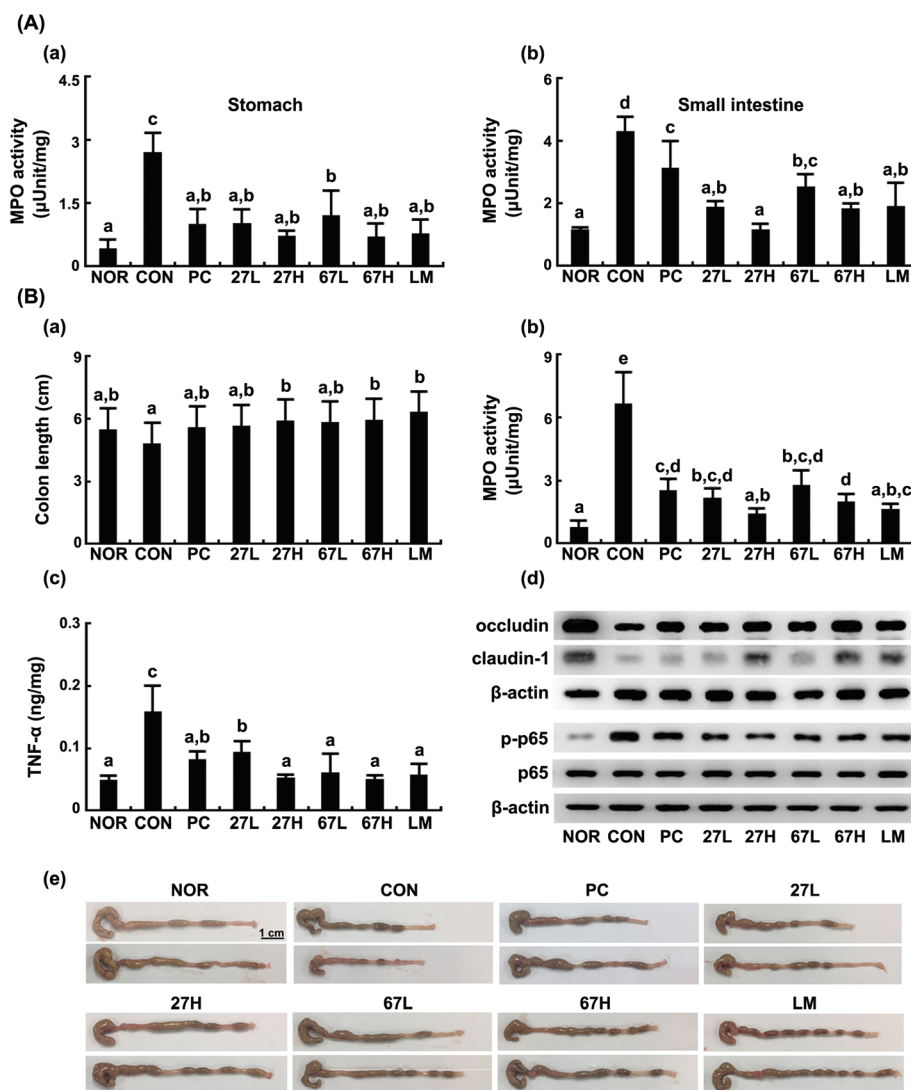 (A)
(a)
4.5
3
1.5
0
MPO activity
(µUnit/mg)
Stomach
a
c
a,b
a,b
a,b
b
a,b
a,b
NOR CON PC 27L 27H 67L 67H LM
(b)
6
4
2
0
MPO activity
(µUnit/mg)
Small intestine
a
d
c
a,b
a
b,c
a,b
a,b
NOR CON PC 27L 27H 67L 67H LM
(B)
(a)
9
6
3
0
Colon length (cm)
a,b
a
a,b
a,b
b
a,b
b
b
NOR CON PC 27L 27H 67L 67H LM
(b)
9
6
3
0
MPO activity
(µUnit/mg)
a
e
c,d
b,c,d
a,b
b,c,d
d
a,b,c
NOR CON PC 27L 27H 67L 67H LM
(c)
0.3
0.2
0.1
0
TNF-α (ng/mg)
a
c
a,b
b
a
a
a
a
NOR CON PC 27L 27H 67L 67H LM
(d)
occludin
claudin-1
β-actin
p-p65
p65
β-actin
NOR CON PC 27L 27H 67L 67H LM
(e)
NOR CON PC 27L
1 cm
27H 67L 67H LM